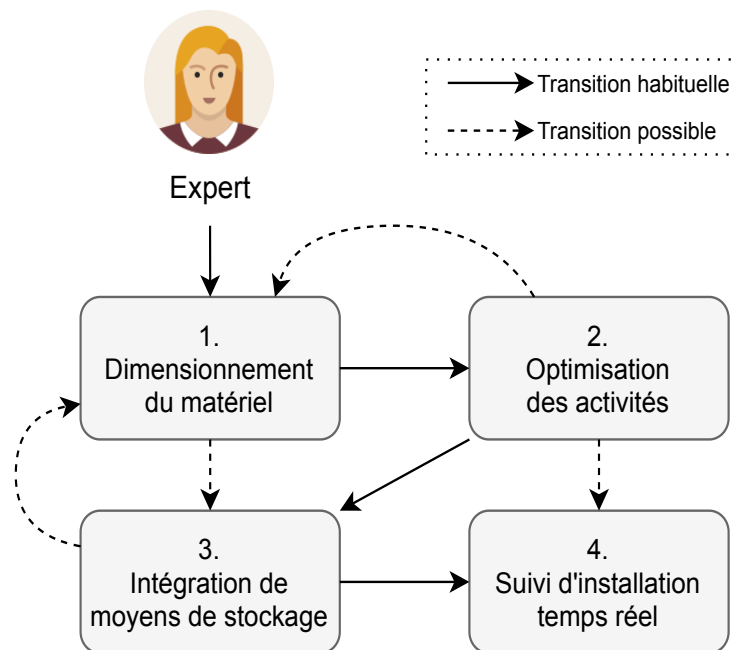 Transition habituelle
Transition possible
Expert
1.
Dimensionnement
du matériel
2.
Optimisation
des activités
3.
Intégration de
moyens de stockage
4.
Suivi d'installation
temps réel